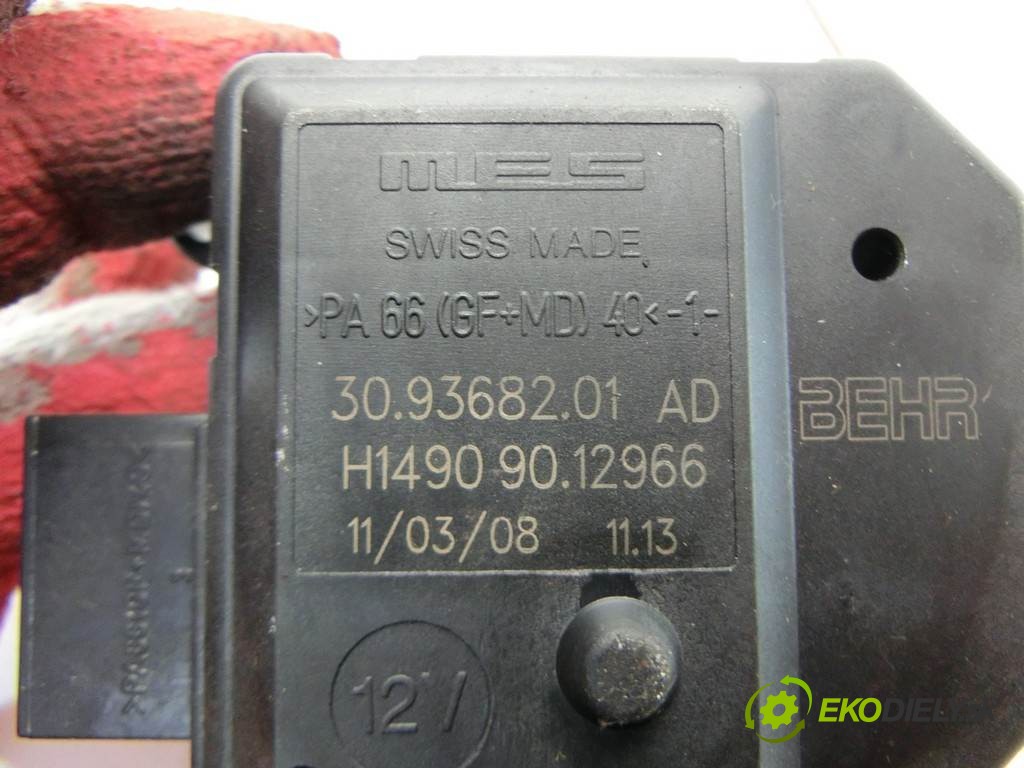 mes
SWISS MADE
>PA 66 (GF+MD) 40< -1-
30.93682.01 AD
BEHR
H1490 90.12966
11/03/08 11.13
12V
EKODIEL